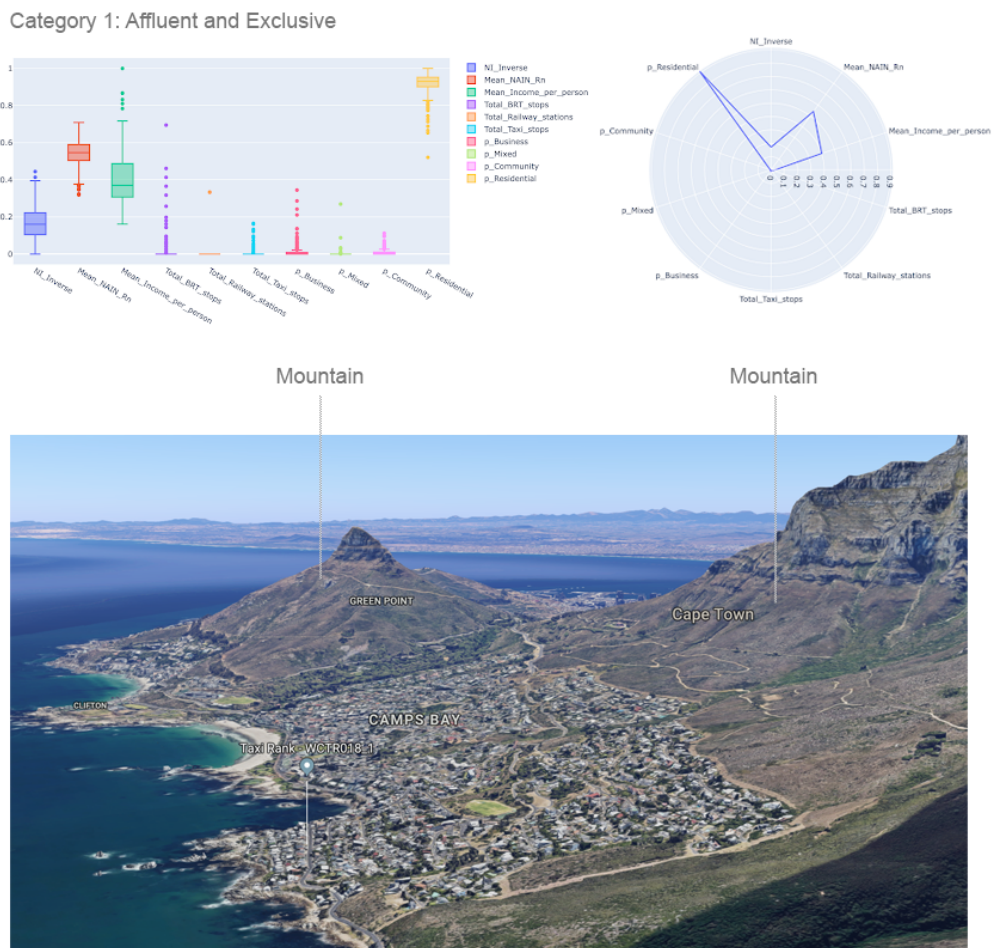 Category 1: Affluent and Exclusive
1
0.8
0.6
0.4
0.2
0
NI_Inverse
Mean_NAIN_Rn
Mean_Income_per_person
Total_BRT_stops
Total_Railway_stations
Total_Taxi_stops
p_Business
p_Mixed
p_Community
p_Residential
NI_Inverse
Mean_NAIN_Rn
Mean_Income_per_person
Total_BRT_stops
Total_Railway_stations
Total_Taxi_stops
p_Business
p_Mixed
p_Community
p_Residential
NI_Inverse
Mean_NAIN_Rn
Mean_Income_per_person
Total_BRT_stops
Total_Railway_stations
Total_Taxi_stops
p_Business
p_Mixed
p_Community
p_Residential
0 0.1 0.2 0.3 0.4 0.5 0.6 0.7 0.8 0.9
Mountain Mountain
GREEN POINT
Cape Town
CLIFTON
CAMPS BAY
Taxi Rank - WCTR018_1